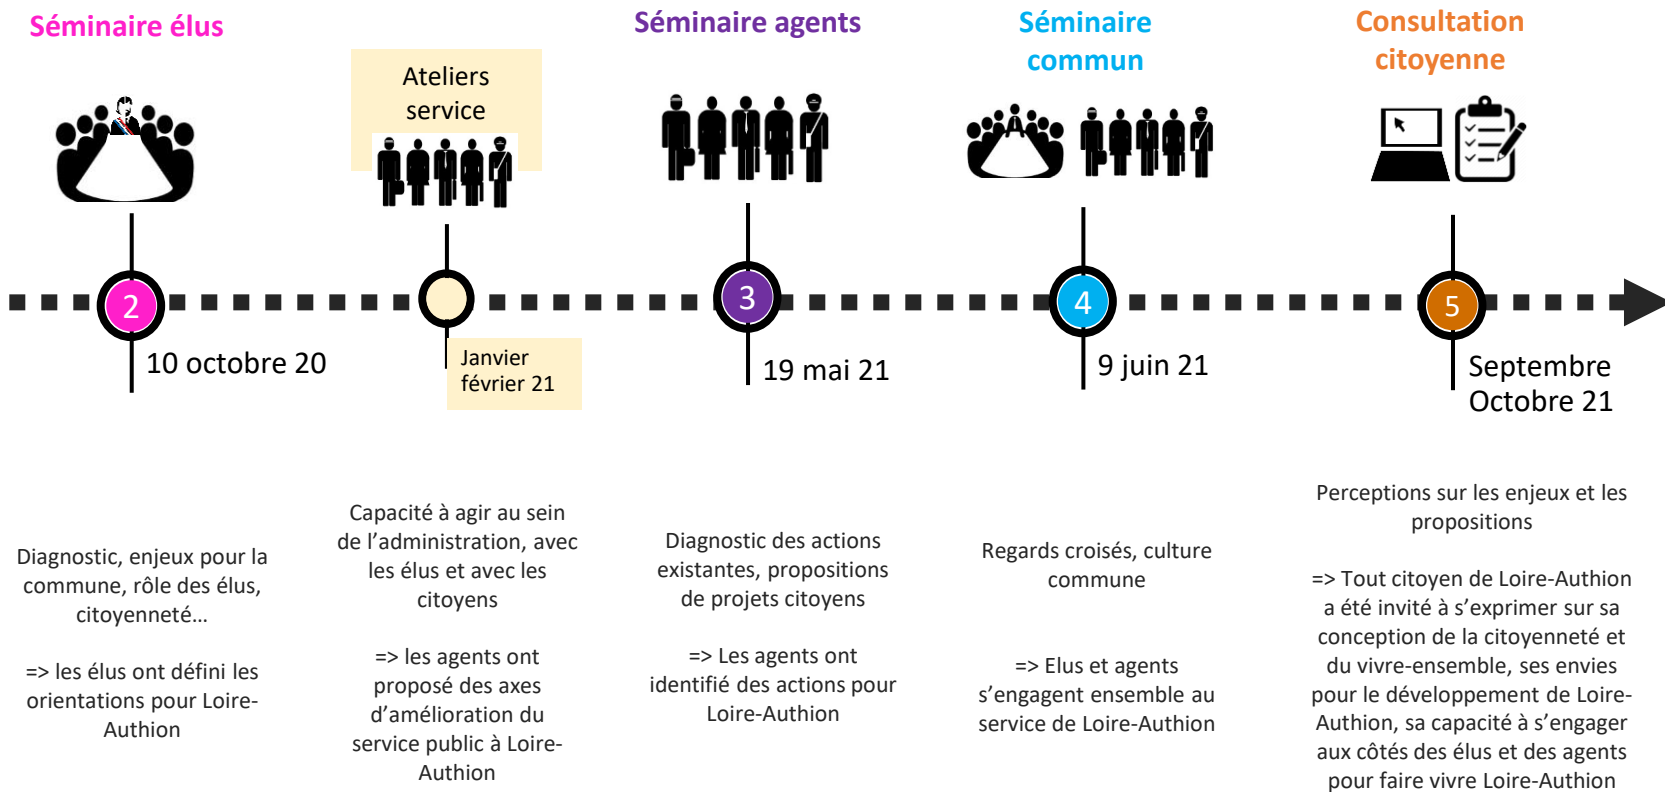 Séminaire élus
2
10 octobre 20
Diagnostic, enjeux pour la
commune, rôle des élus,
citoyenneté...
=> les élus ont défini les
orientations pour Loire-
Authion
Ateliers
service
Janvier
février 21
Capacité à agir au sein
de l’administration, avec
les élus et avec les
citoyens
=> les agents ont
proposé des axes
d’amélioration du
service public à Loire-
Authion
Séminaire agents
3
19 mai 21
Diagnostic des actions
existantes, propositions
de projets citoyens
=> Les agents ont
identifié des actions pour
Loire-Authion
Séminaire
commun
4
9 juin 21
Regards croisés, culture
commune
=> Elus et agents
s’engagent ensemble au
service de Loire-Authion
Consultation
citoyenne
5
Septembre
Octobre 21
Perceptions sur les enjeux et les
propositions
=> Tout citoyen de Loire-Authion
a été invité à s’exprimer sur sa
conception de la citoyenneté et
du vivre-ensemble, ses envies
pour le développement de Loire-
Authion, sa capacité à s’engager
aux côtés des élus et des agents
pour faire vivre Loire-Authion